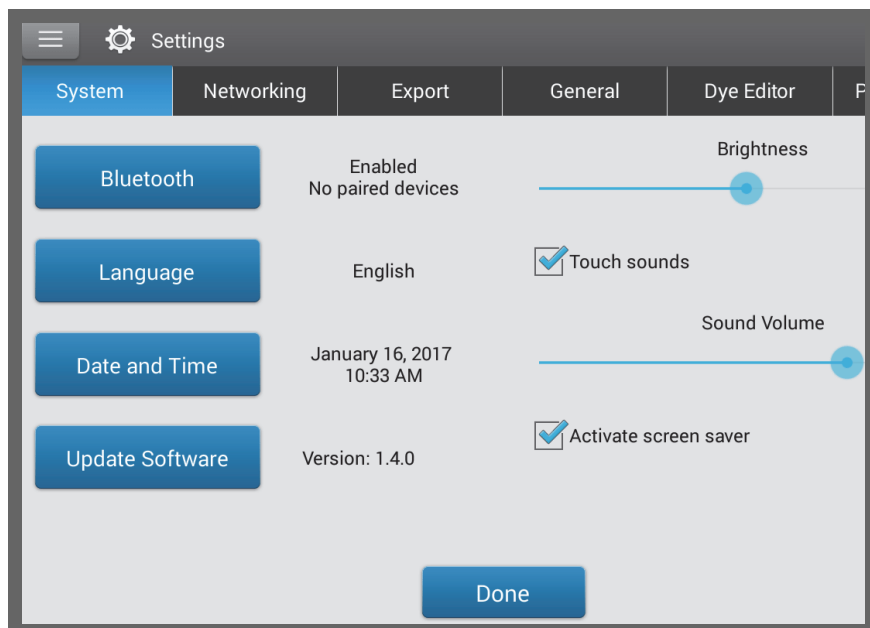 Settings
System Networking Export General Dye Editor P
Bluetooth
Enabled
No paired devices
Brightness
Language
English
Touch sounds
Sound Volume
Date and Time
January 16, 2017
10:33 AM
Activate screen saver
Update Software
Version: 1.4.0
Done